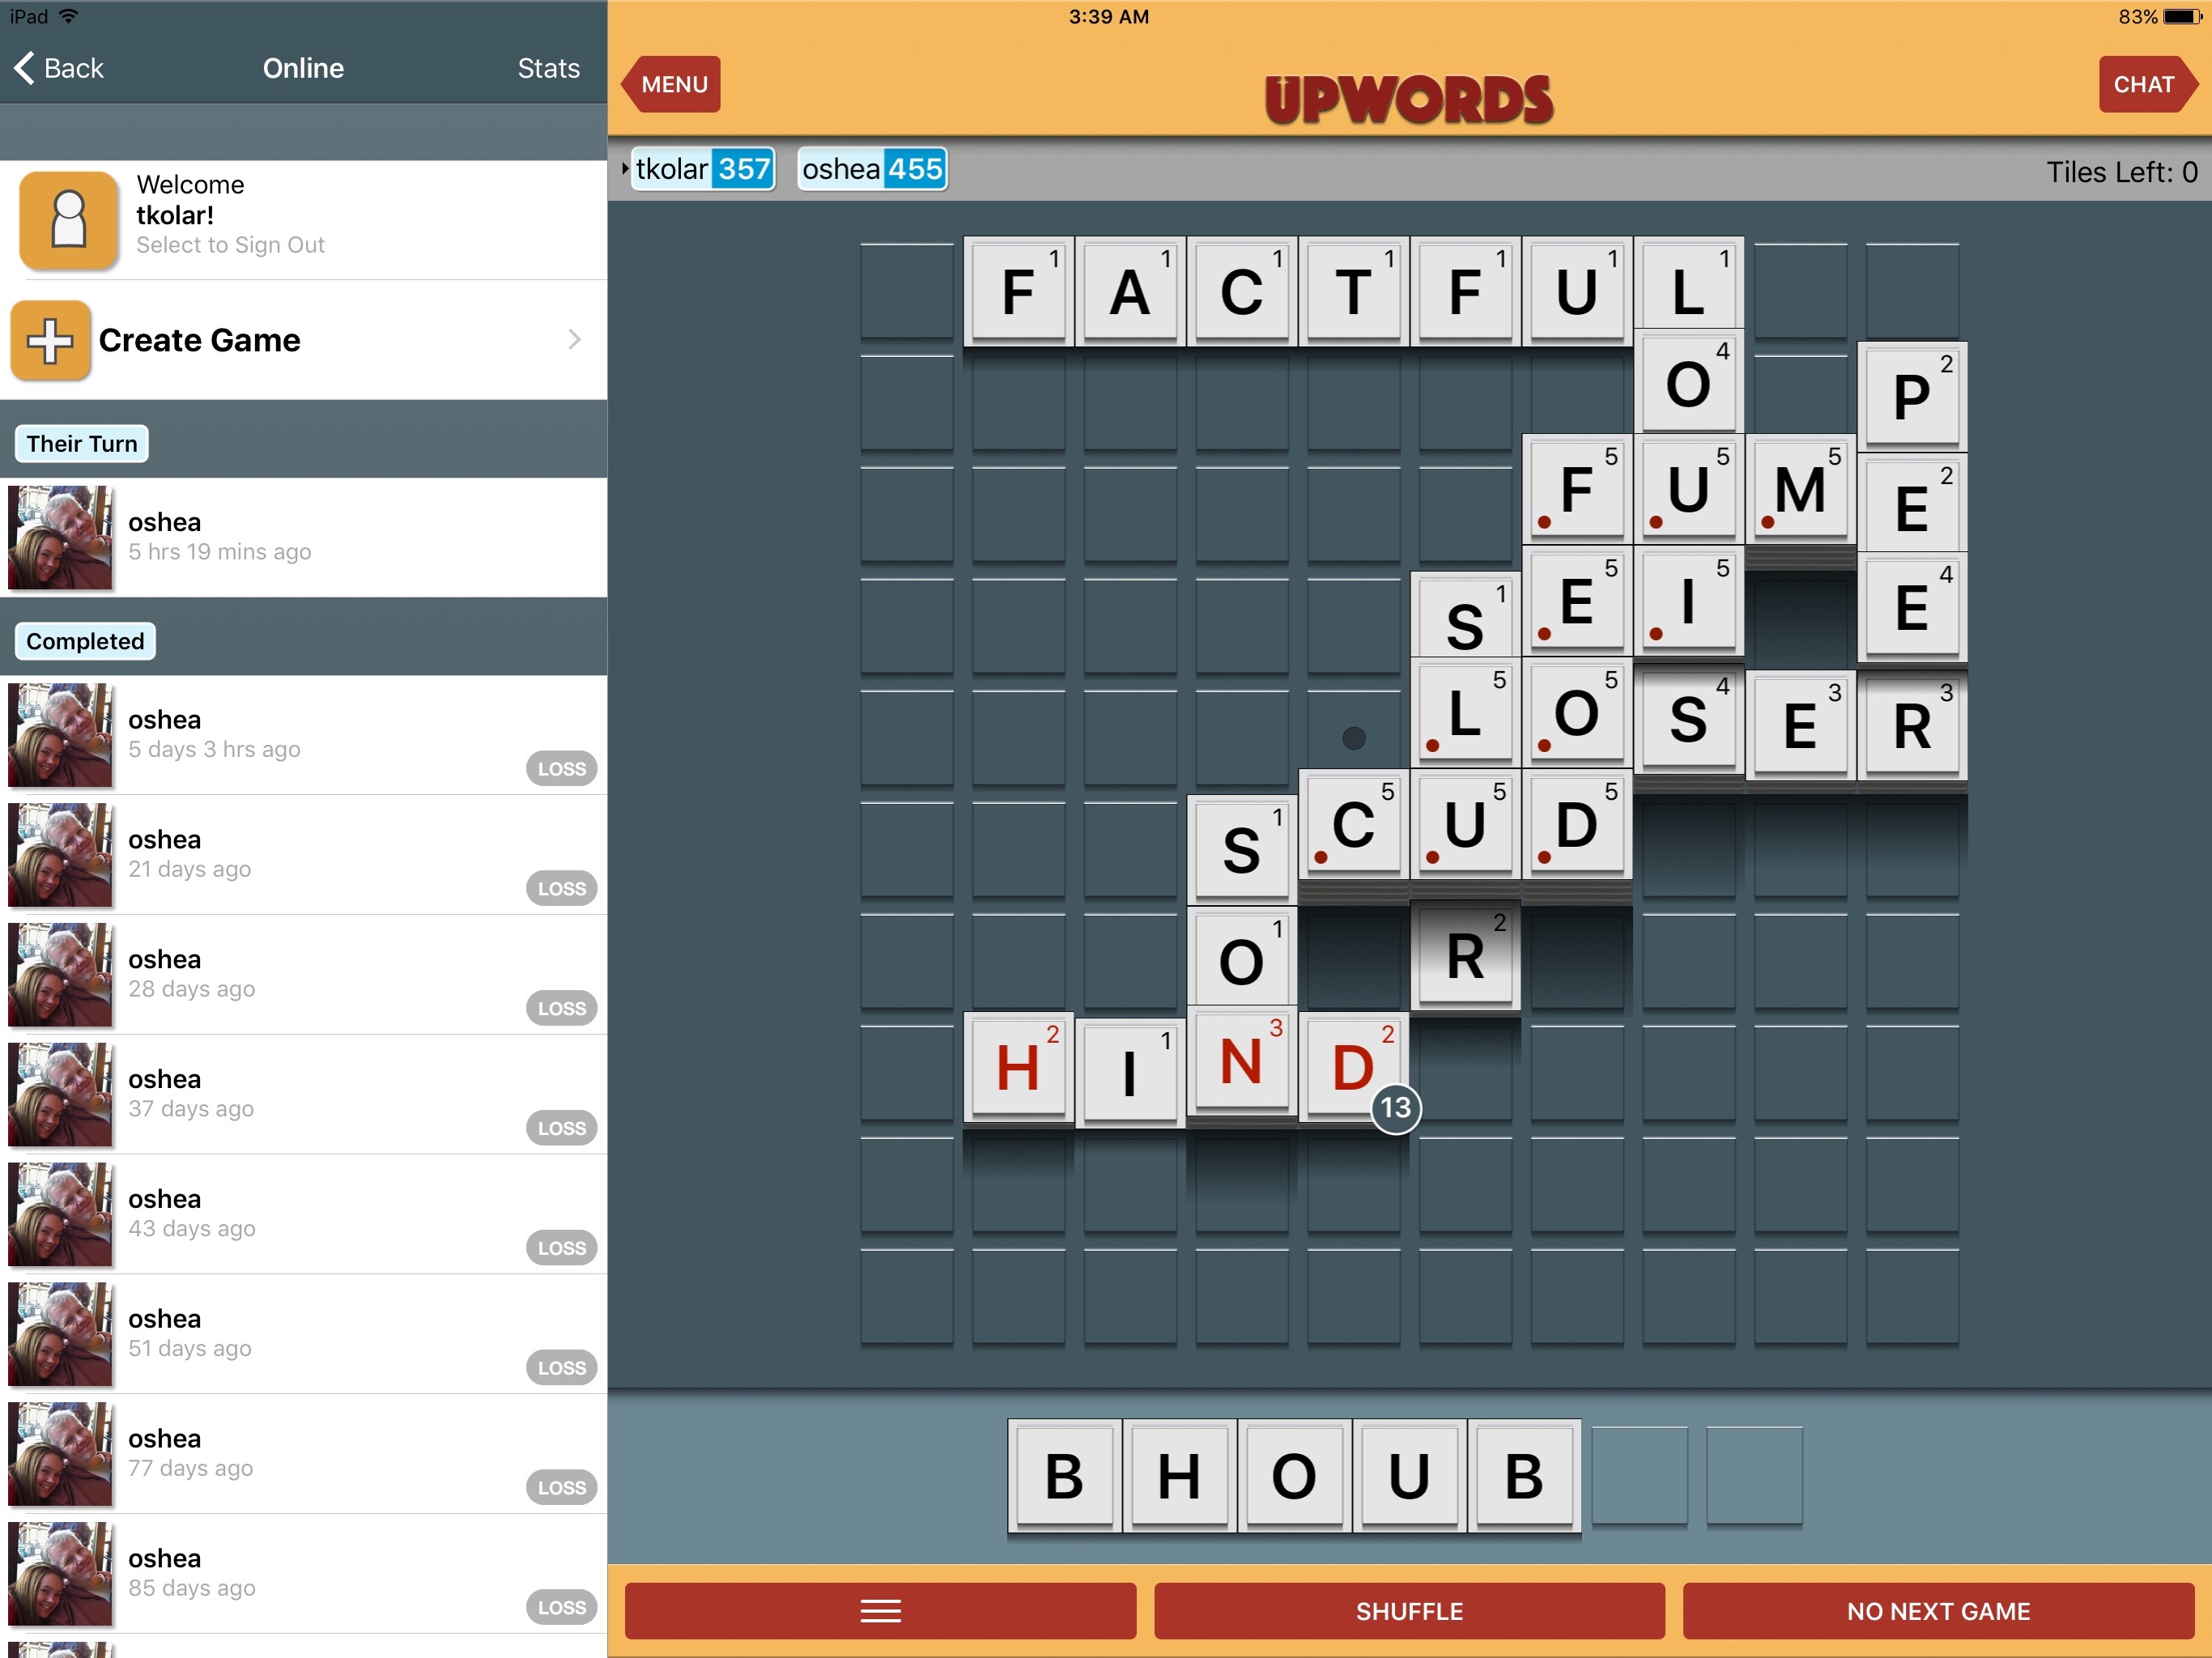 iPad
3:39 AM
83%
Back
Online
Stats
MENU
UPWORDS
CHAT
tkolar 357
oshea 455
Tiles Left: 0
Welcome
tkolar!
Select to Sign Out
Create Game
Their Turn
oshea
5 hrs 19 mins ago
Completed
oshea
5 days 3 hrs ago
LOSS
oshea
21 days ago
LOSS
oshea
28 days ago
LOSS
oshea
37 days ago
LOSS
oshea
43 days ago
LOSS
oshea
51 days ago
LOSS
oshea
77 days ago
LOSS
oshea
85 days ago
LOSS
F 1 A 1 C 1 T 1 F 1 U 1 L 1
O 4 P 2
F 5 U 5 M 5 E 2
S 1 E 5 I 5 E 4
L 5 O 5 S 4 E 3 R 3
S 1 C 5 U 5 D 5
O 1 R 2
H 2 I 1 N 3 D 2
13
B H O U B
SHUFFLE
NO NEXT GAME